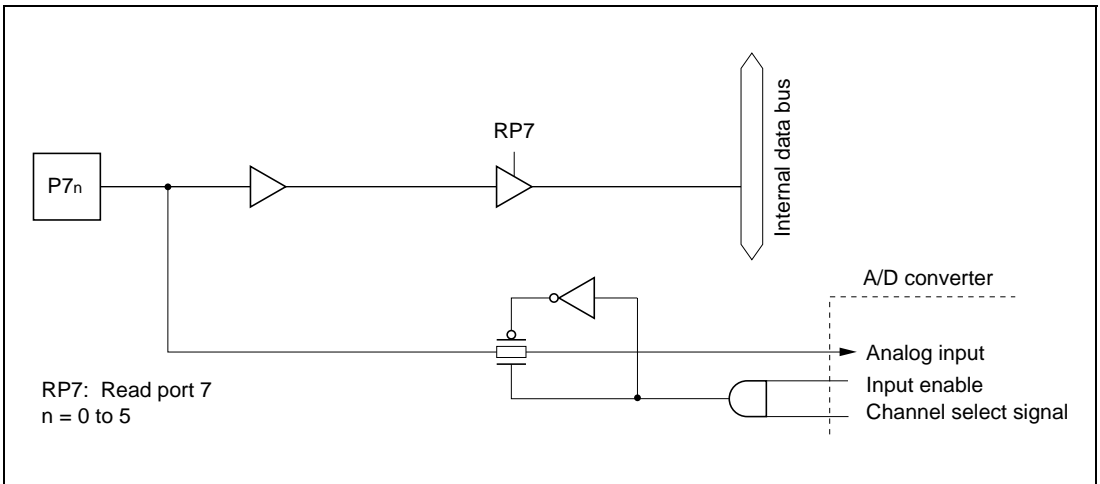 RP7
P7n
Internal data bus
A/D converter
Analog input
Input enable
Channel select signal
RP7: Read port 7
n = 0 to 5